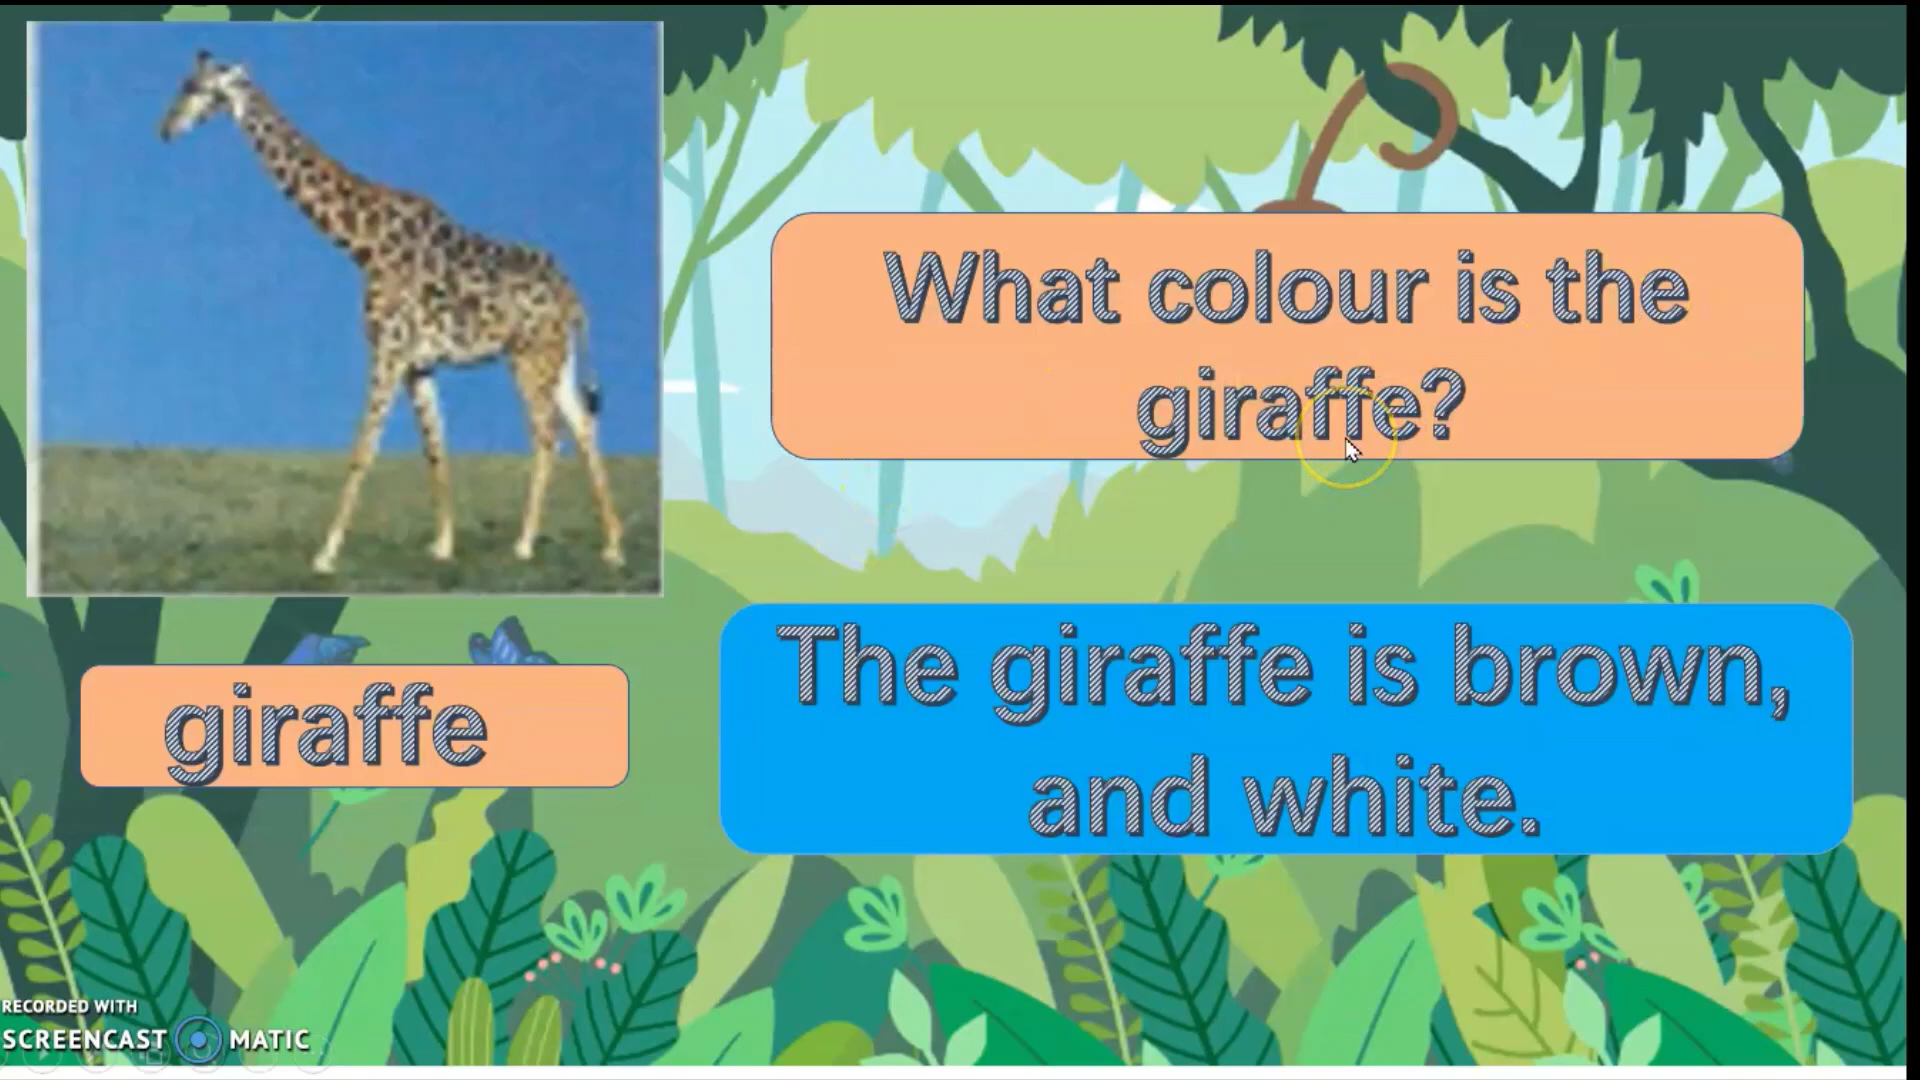 What colour is the
giraffe?
giraffe
The giraffe is brown,
and white.
RECORDED WITH
SCREENCAST MATIC